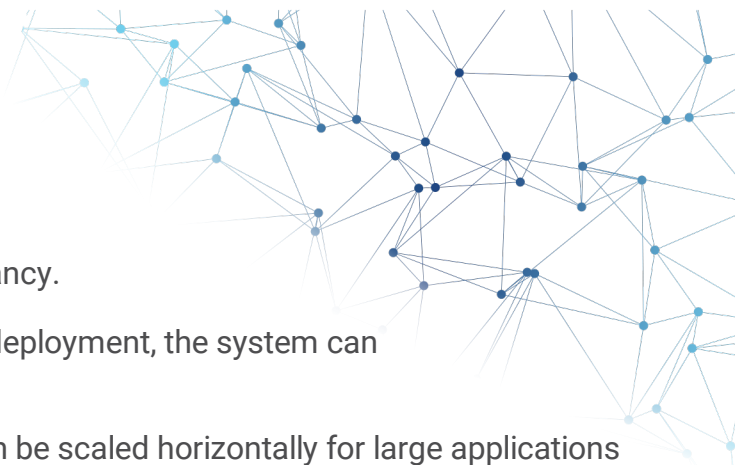 ancy.
deployment, the system can
n be scaled horizontally for large applications